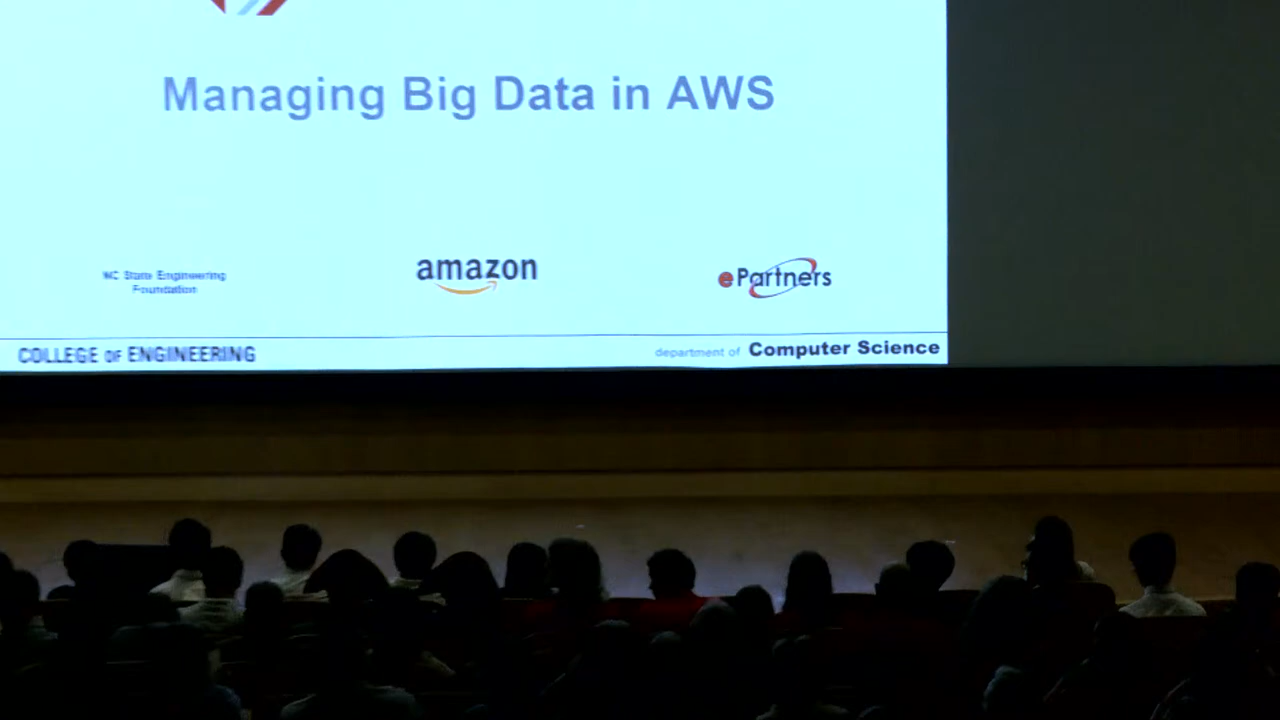 Managing Big Data in AWS
NC State Engineering
Foundation
amazon
ePartners
COLLEGE OF ENGINEERING
department of Computer Science